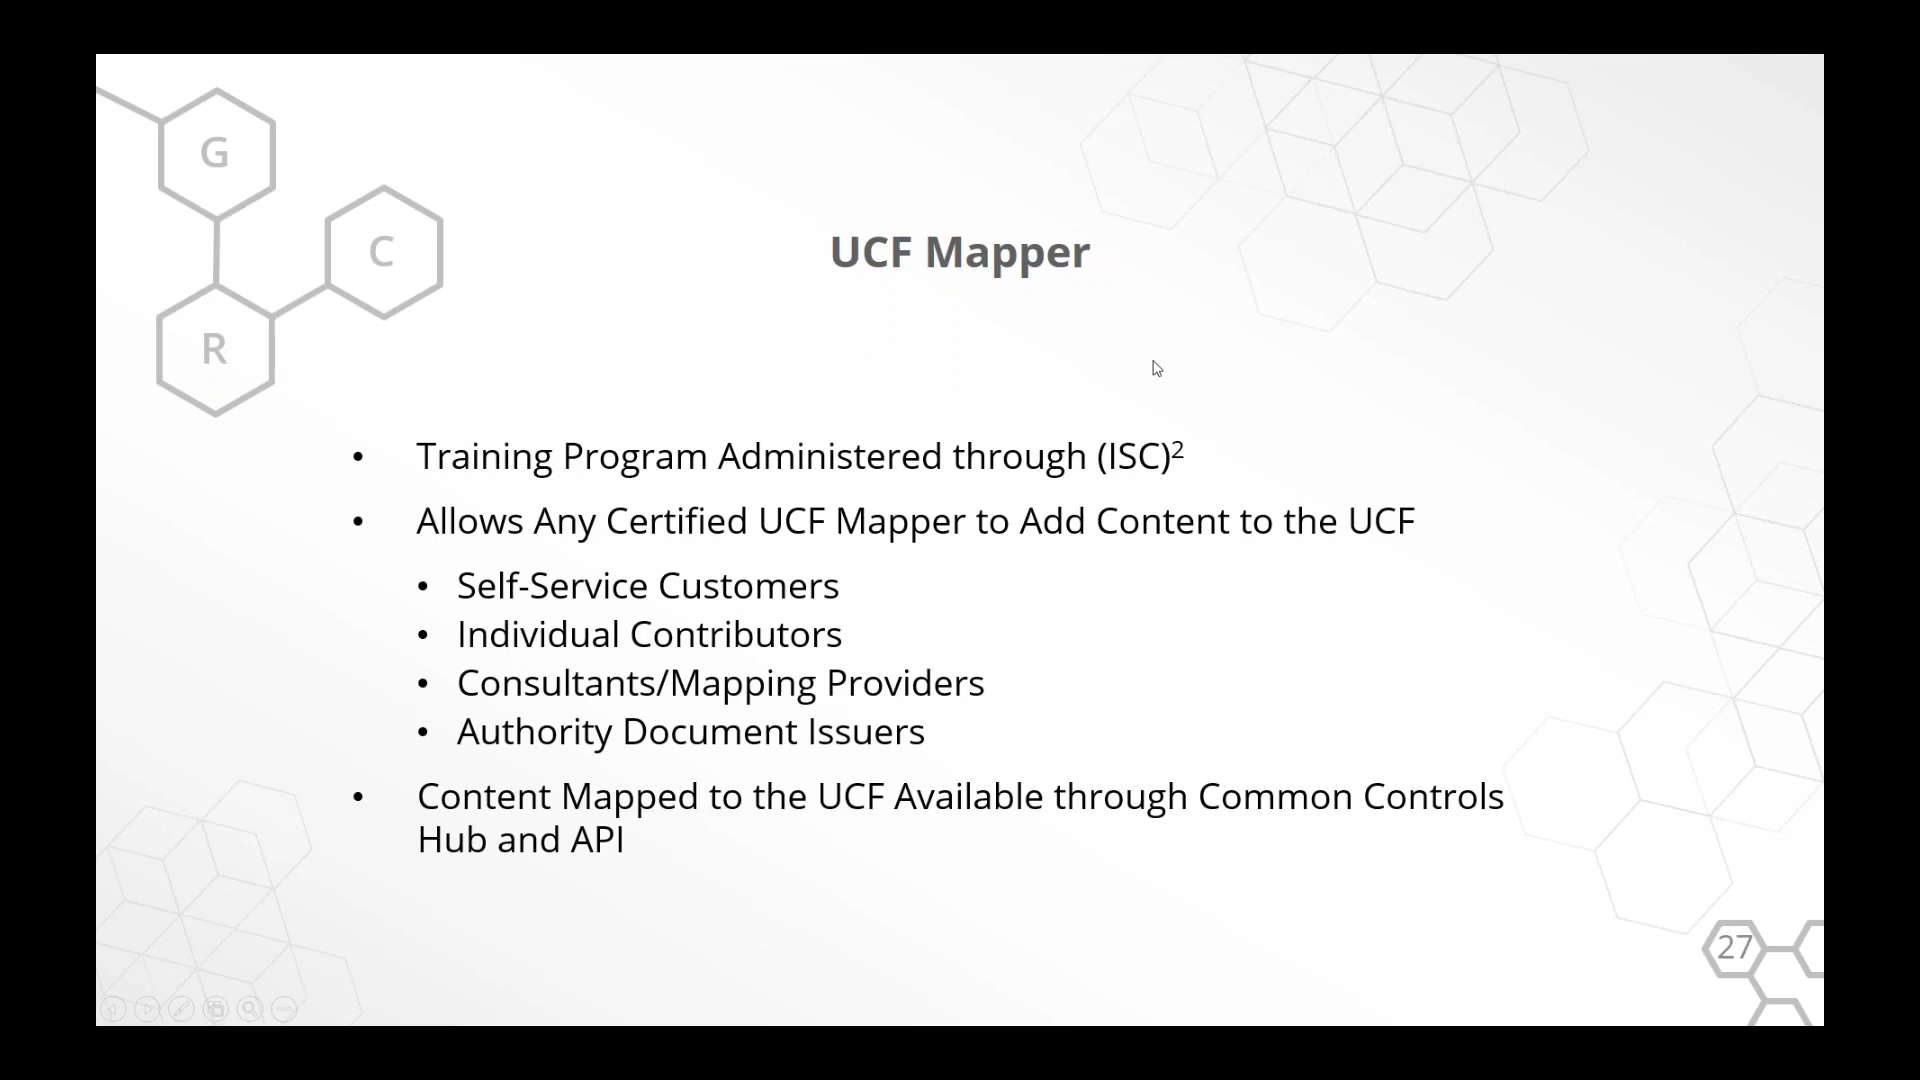 G
C
R
UCF Mapper
• Training Program Administered through (ISC)²
• Allows Any Certified UCF Mapper to Add Content to the UCF
• Self-Service Customers
• Individual Contributors
• Consultants/Mapping Providers
• Authority Document Issuers
• Content Mapped to the UCF Available through Common Controls
Hub and API
27